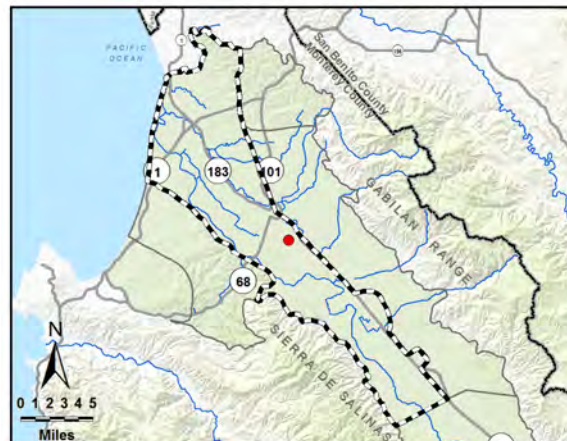 PACIFIC
OCEAN
1
San Benito County
Monterey County
183
101
1
GABILAN RANGE
68
SIERRA DE SALINAS
N
0 1 2 3 4 5
Miles